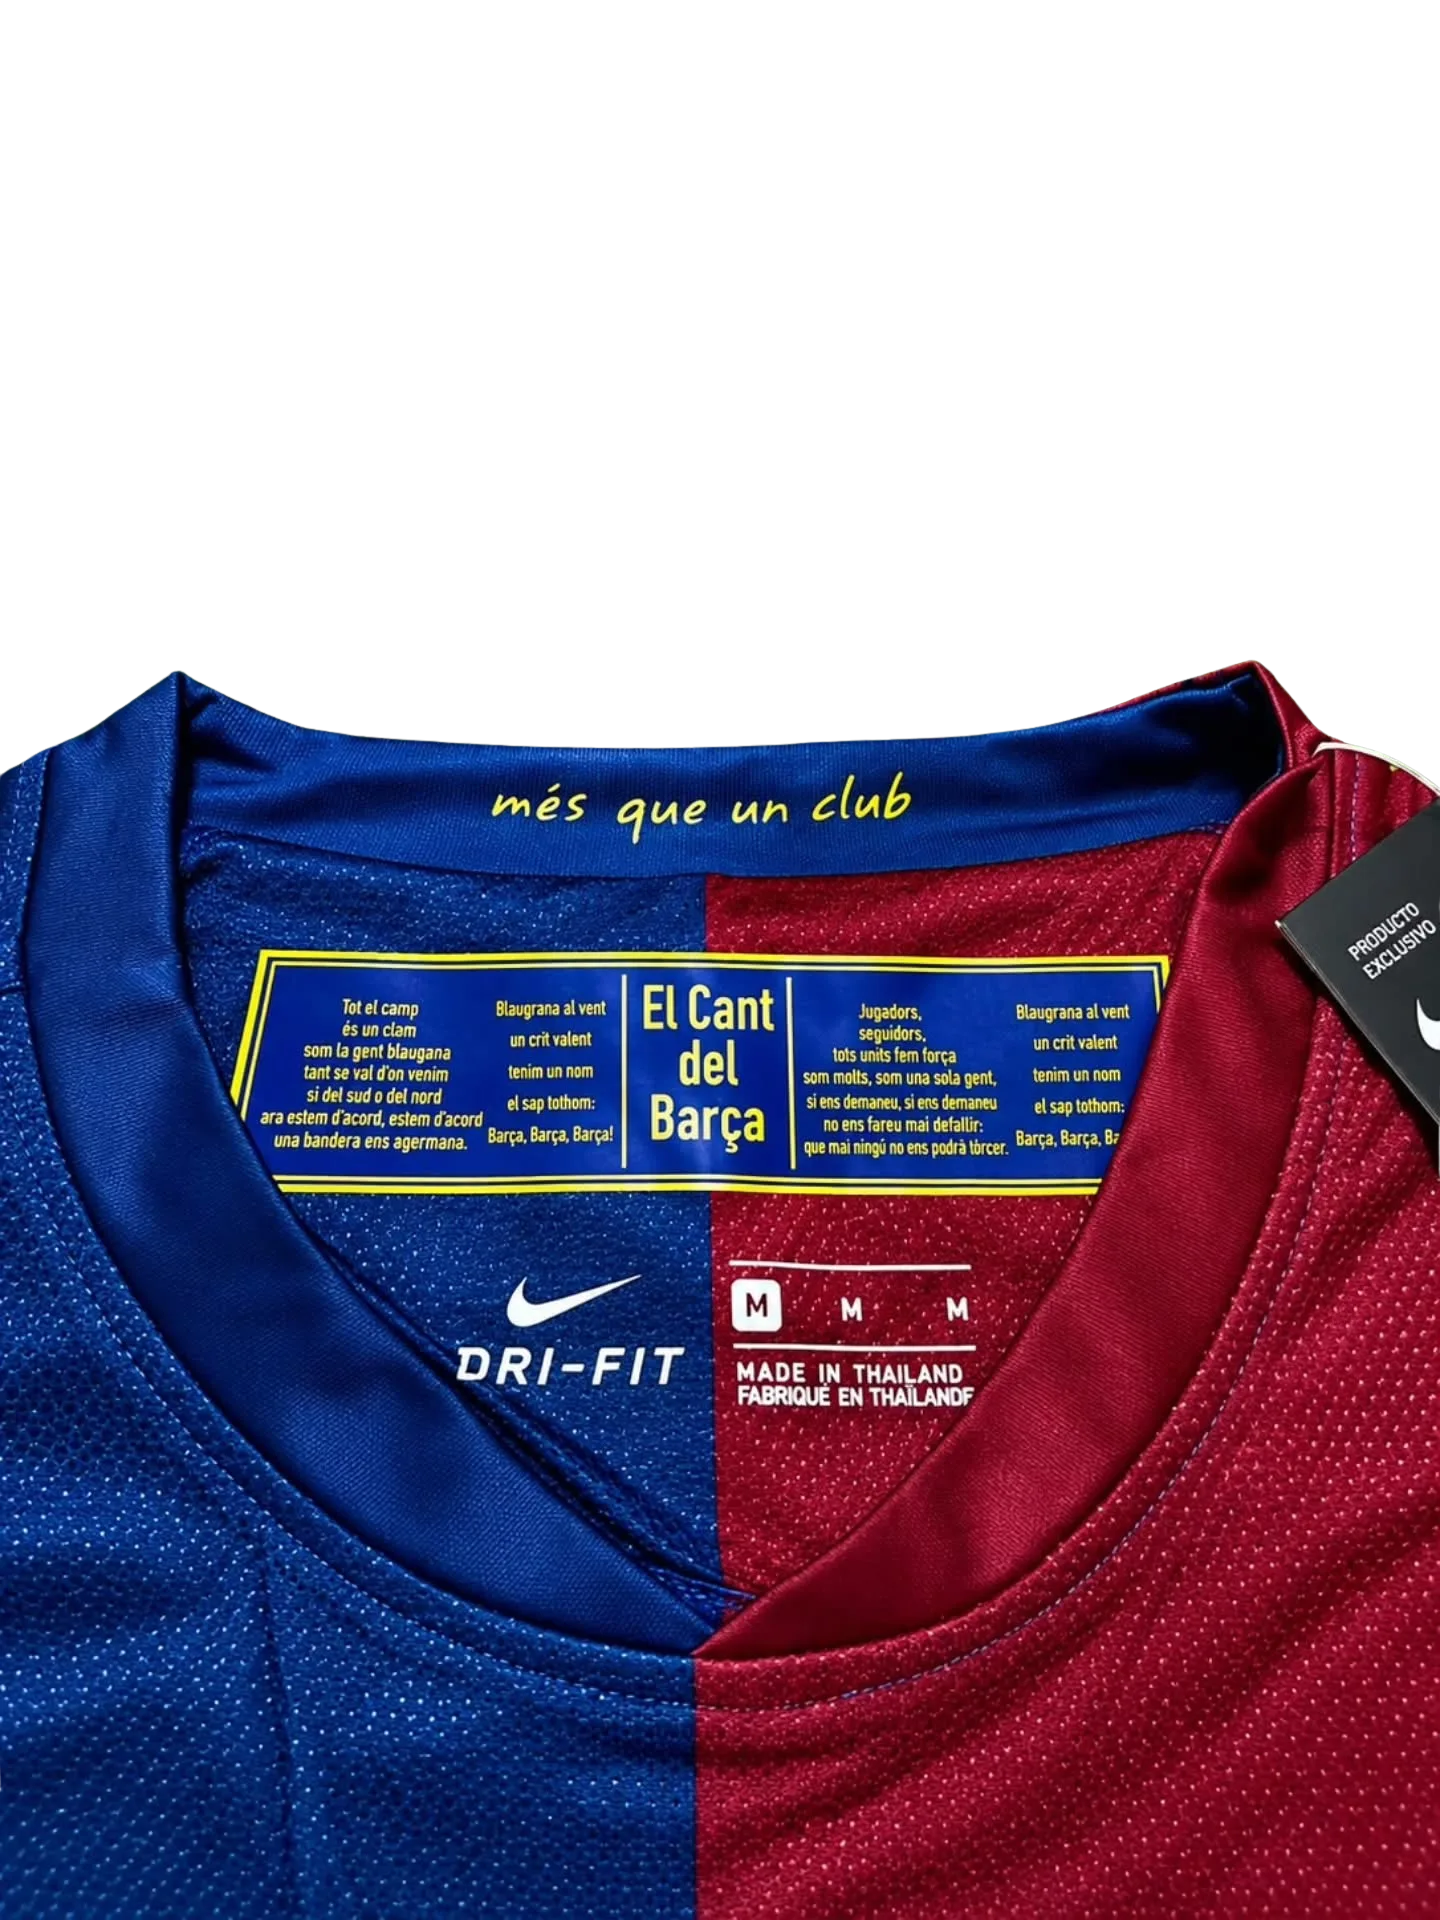 més que un club
Tot el camp
és un clam
som la gent blaugana
tant se val d'on venim
si del sud o del nord
ara estem d'acord, estem d'acord
una bandera ens agermana.
Blaugrana al vent
un crit valent
tenim un nom
el sap tothom:
Barça, Barça, Barça!
El Cant
del
Barça
Jugadors,
seguidors,
tots units fem força
som molts, som una sola gent,
si ens demaneu, si ens demaneu
no ens fareu mai defallir:
que mai ningú no ens podrà tòrcer.
Blaugrana al vent
un crit valent
tenim un nom
el sap tothom:
Barça, Barça, Ba
PRODUCTO
EXCLUSIVO
DRI-FIT
M M M
MADE IN THAILAND
FABRIQUÉ EN THAÏLANDE